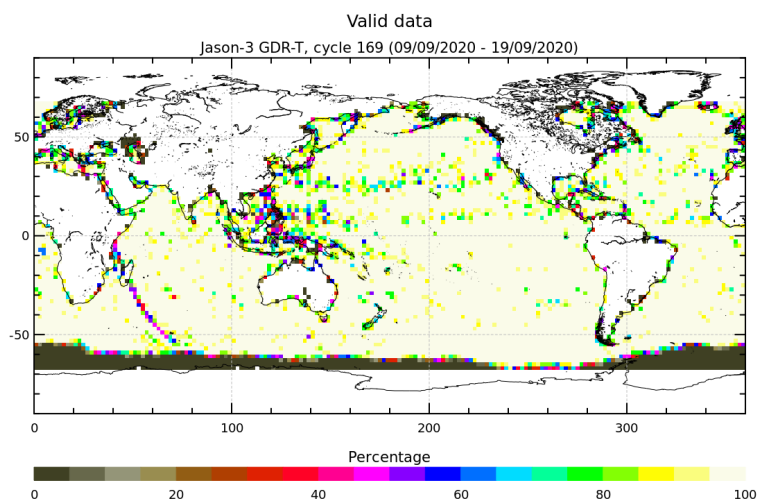 Valid data
Jason-3 GDR-T, cycle 169 (09/09/2020 - 19/09/2020)
50
0
-50
0 100 200 300
Percentage
0 20 40 60 80 100